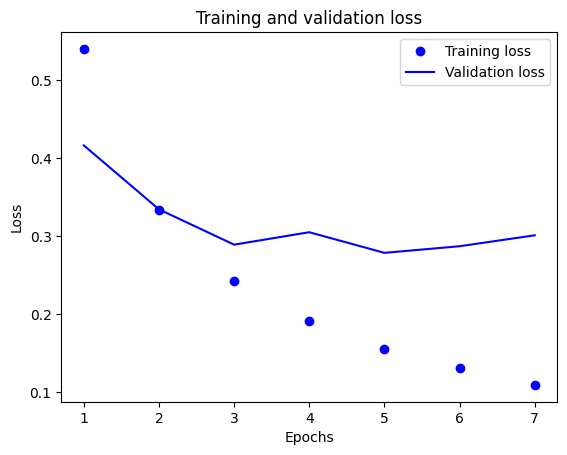 Training and validation loss
Training loss
Validation loss
0.5
0.4
0.3
0.2
0.1
Loss
1 2 3 4 5 6 7
Epochs